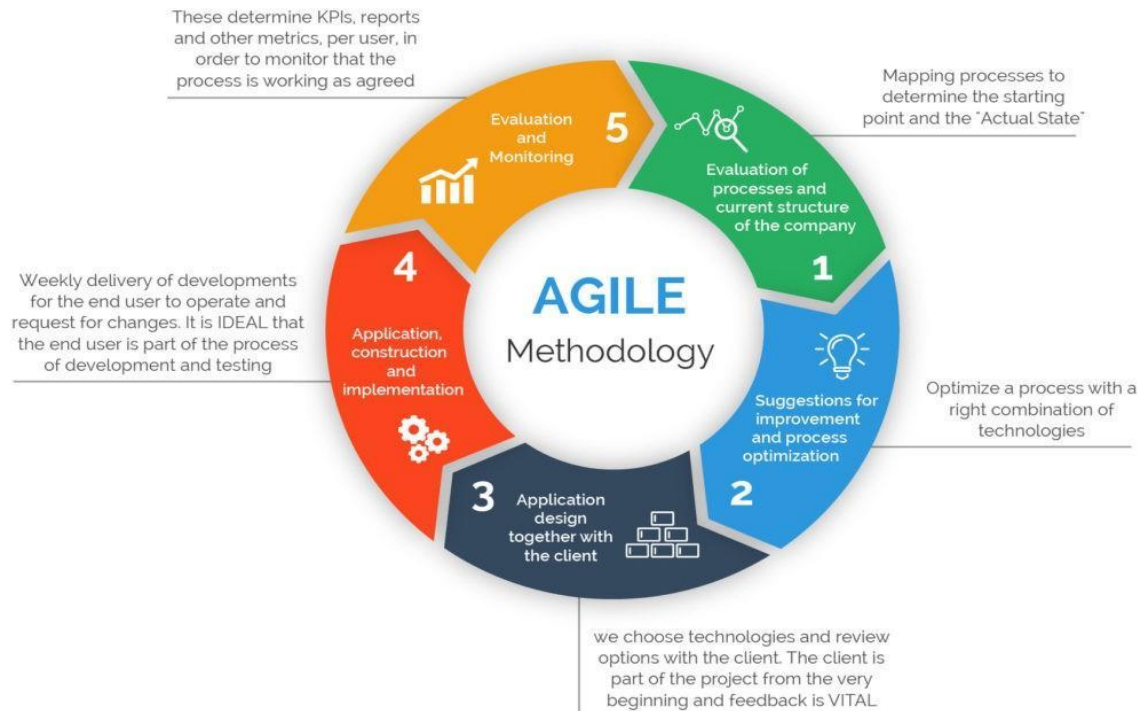 These determine KPIs, reports
and other metrics, per user, in
order to monitor that the
process is working as agreed
Mapping processes to
determine the starting
point and the "Actual State"
Evaluation
and
Monitoring
5
Evaluation of
processes and
current structure
of the company
1
AGILE
Methodology
Weekly delivery of developments
for the end user to operate and
request for changes. It is IDEAL that
the end user is part of the process
of development and testing
4
Application,
construction
and
implementation
Suggestions for
improvement
and process
optimization
2
Optimize a process with a
right combination of
technologies
3
Application
design
together with
the client
we choose technologies and review
options with the client. The client is
part of the project from the very
beginning and feedback is VITAL